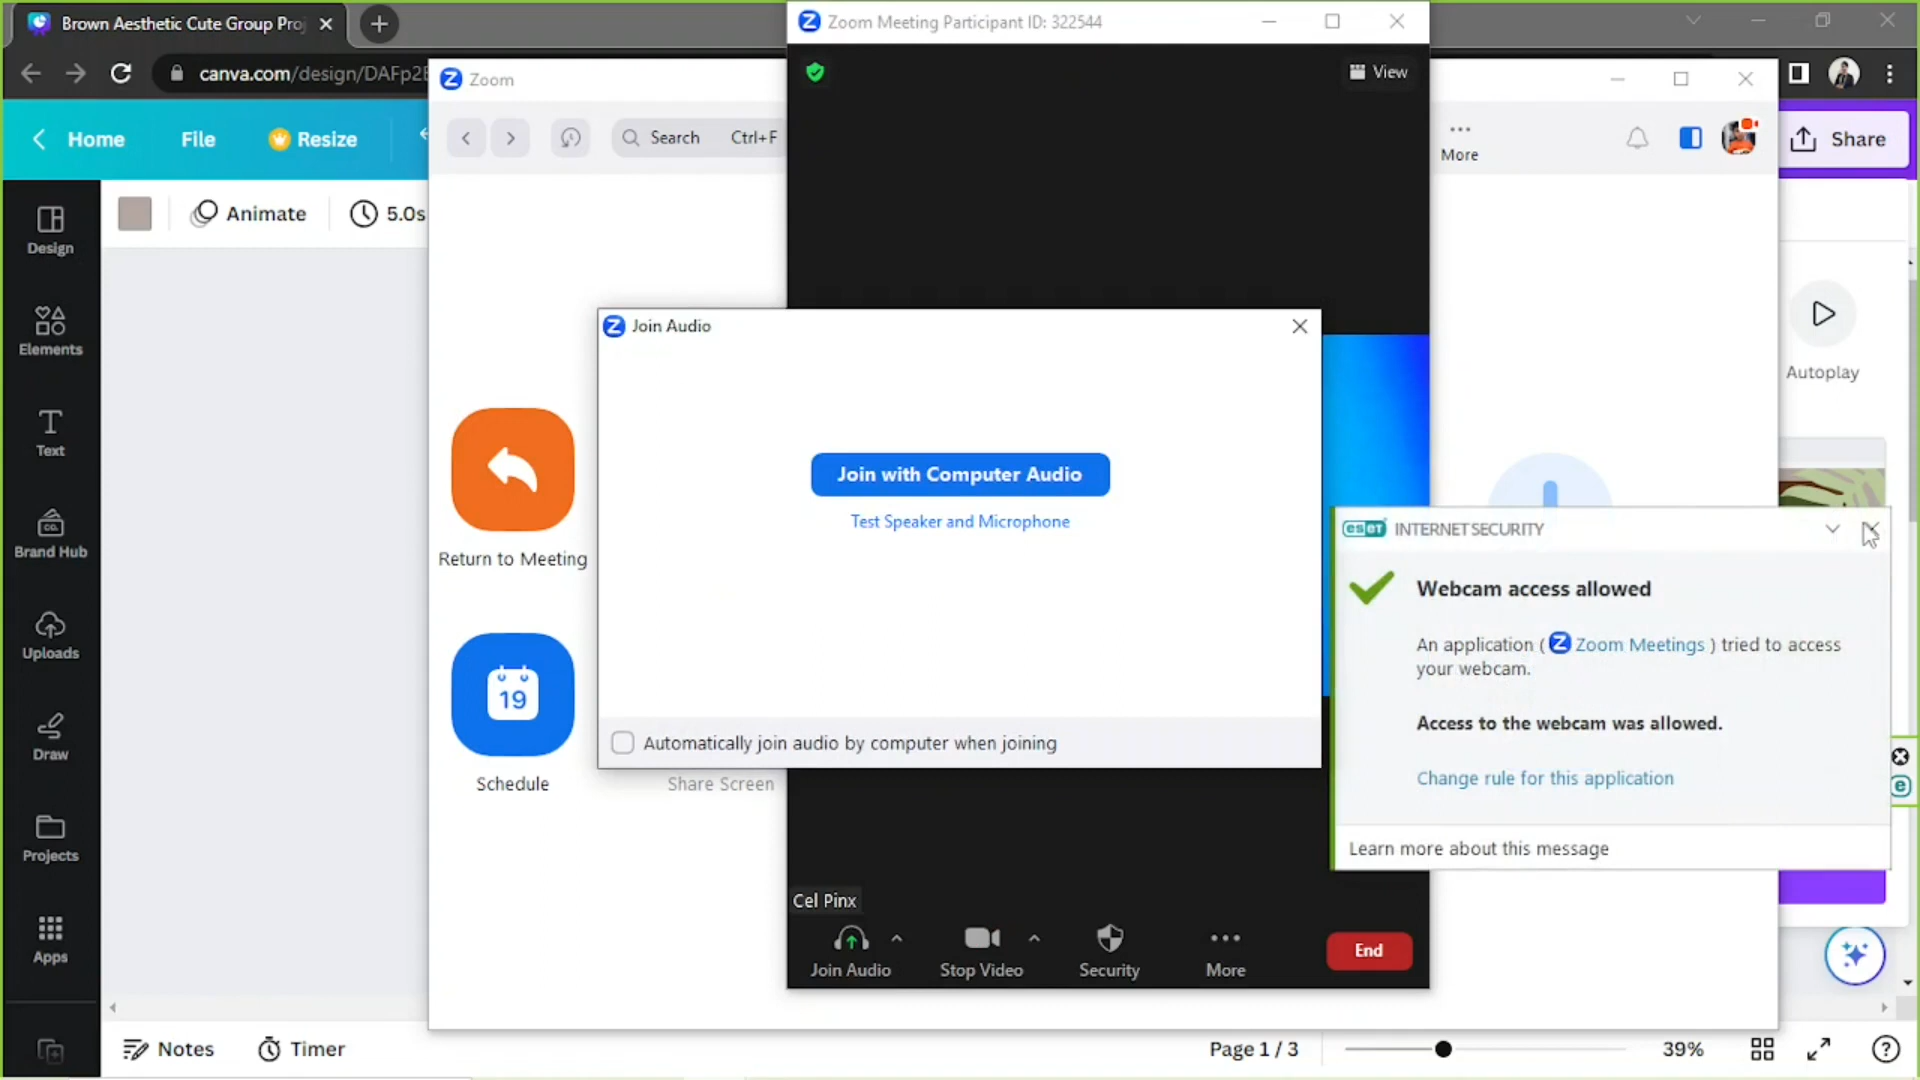 Brown Aesthetic Cute Group Proj
Zoom Meeting Participant ID: 322544
canva.com/design/DAFp2E
Zoom
View
Home
File
Resize
Search
Ctrl+F
More
Share
Animate
5.0s
Design
Elements
Text
Brand Hub
Uploads
Draw
Projects
Apps
Autoplay
Join Audio
Join with Computer Audio
Test Speaker and Microphone
Automatically join audio by computer when joining
Return to Meeting
19
Schedule
Share Screen
eset INTERNET SECURITY
Webcam access allowed
An application ( Zoom Meetings ) tried to access
your webcam.
Access to the webcam was allowed.
Change rule for this application
Learn more about this message
Cel Pinx
Join Audio
Stop Video
Security
More
End
Notes
Timer
Page 1 / 3
39%